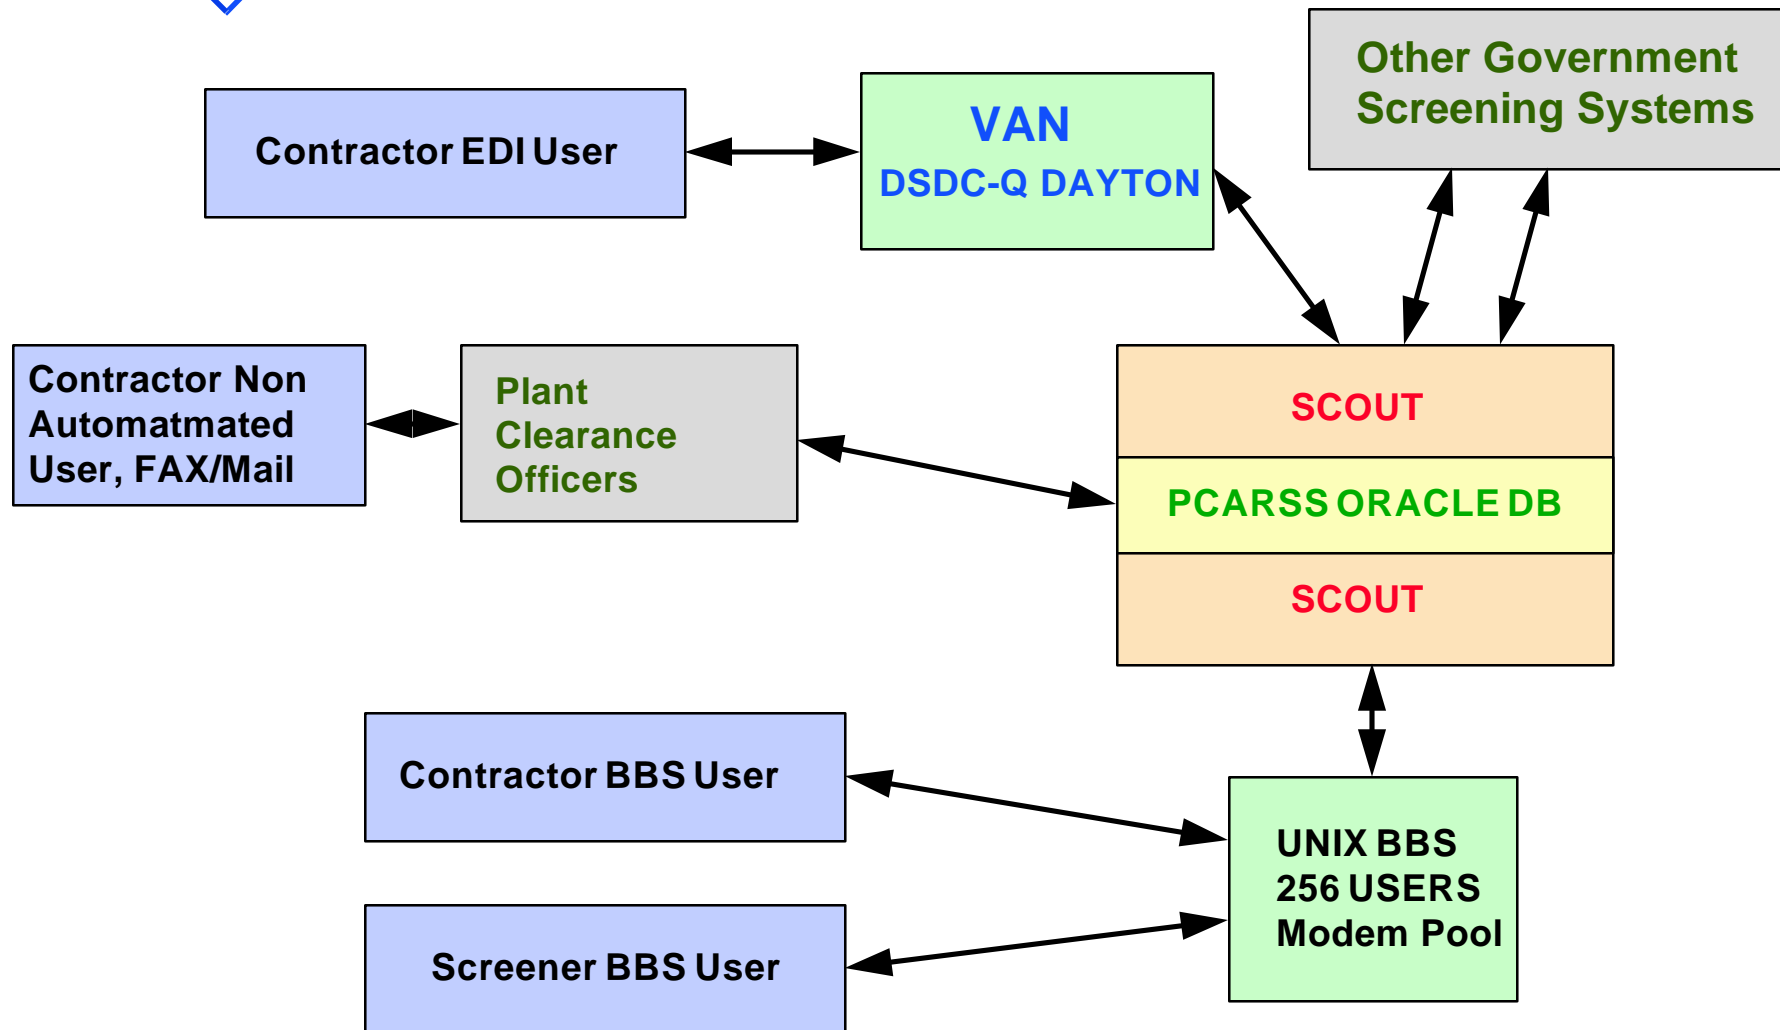 Other Government
Screening Systems
VAN
DSDC-Q DAYTON
Contractor EDI User
Contractor Non
Automatmated
User, FAX/Mail
Plant
Clearance
Officers
SCOUT
PCARSS ORACLE DB
SCOUT
Contractor BBS User
UNIX BBS
256 USERS
Modem Pool
Screener BBS User